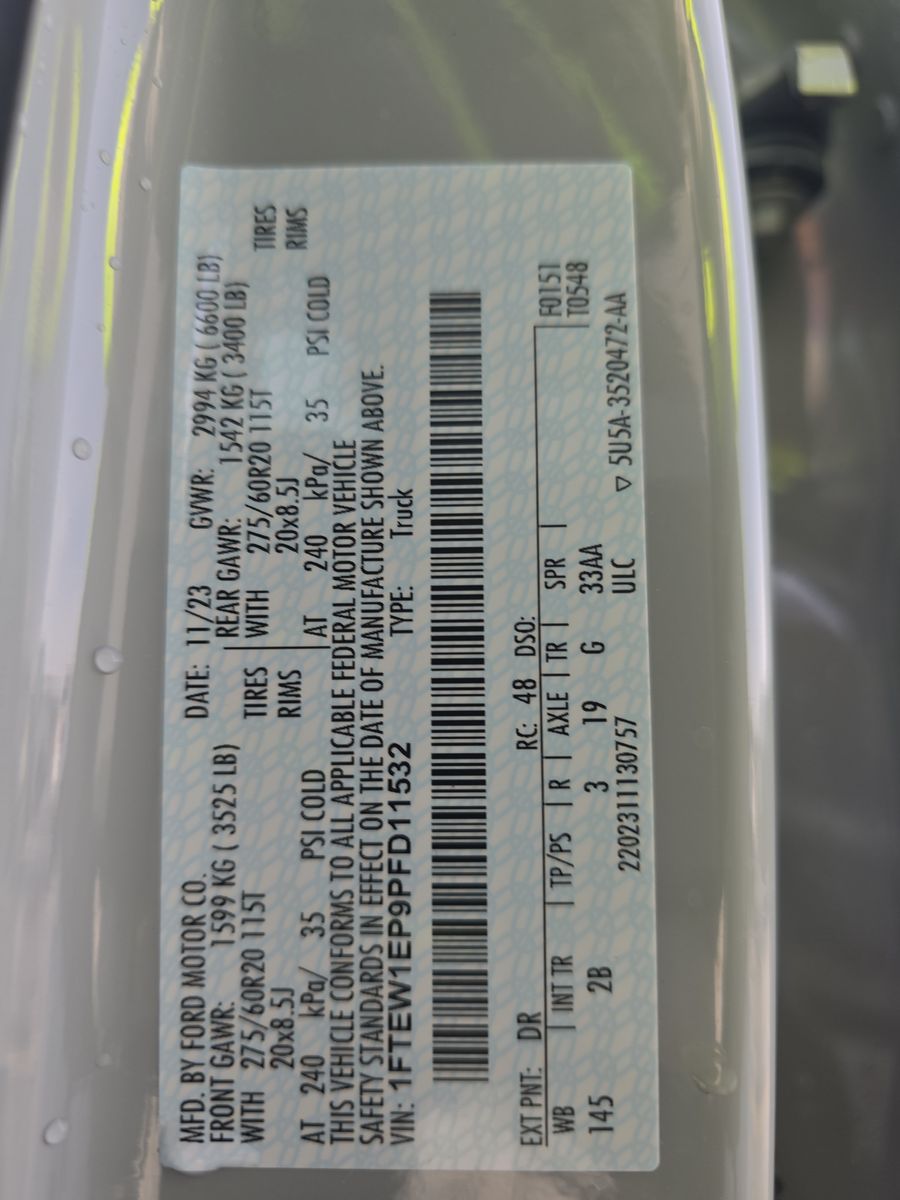 MFD. BY FORD MOTOR CO. DATE: 11/23 GVWR: 2994 KG ( 6600 LB)
FRONT GAWR: 1599 KG ( 3525 LB) REAR GAWR: 1542 KG ( 3400 LB)
WITH 275/60R20 115T TIRES WITH 275/60R20 115T TIRES
20x8.5J RIMS 20x8.5J RIMS
AT 240 kPa/ 35 PSI COLD AT 240 kPa/ 35 PSI COLD
THIS VEHICLE CONFORMS TO ALL APPLICABLE FEDERAL MOTOR VEHICLE
SAFETY STANDARDS IN EFFECT ON THE DATE OF MANUFACTURE SHOWN ABOVE.
VIN: 1FTEW1EP9PFD11532 TYPE: Truck
EXT PNT: DR RC: 48 DSO: F0151
WB INT TR TP/PS R AXLE TR SPR T0548
145 2B 3 19 G 33AA ▽ 5U5A-3520472-AA
2202311130757 ULC